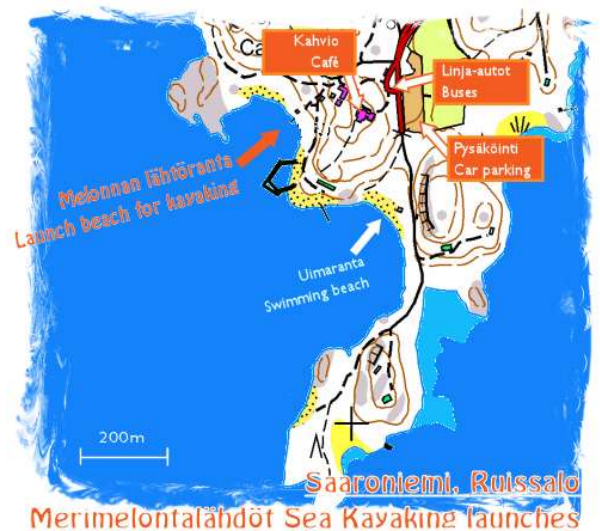 Ca
Kahvio
Café
Linja-autot
Buses
Pysäköinti
Car parking
Melonnan lähtöranta
Launch beach for kayaking
Uimaranta
Swimming beach
200m
N
Saaroniemi, Ruissalo
Merimelontalähdöt Sea Kayaking launches